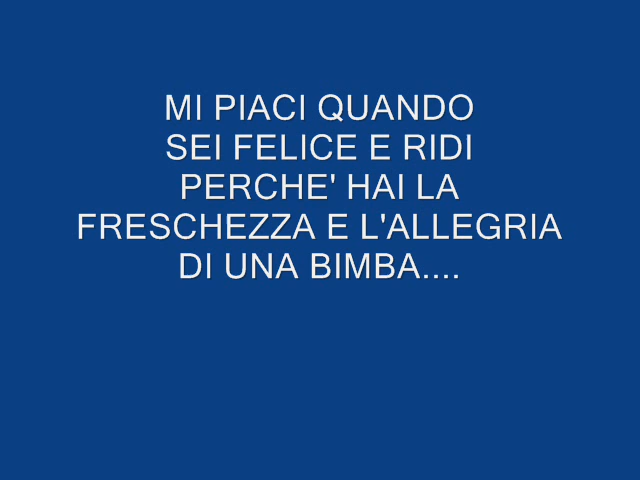 MI PIACI QUANDO
SEI FELICE E RIDI
PERCHE' HAI LA
FRESCHEZZA E L'ALLEGRIA
DI UNA BIMBA....